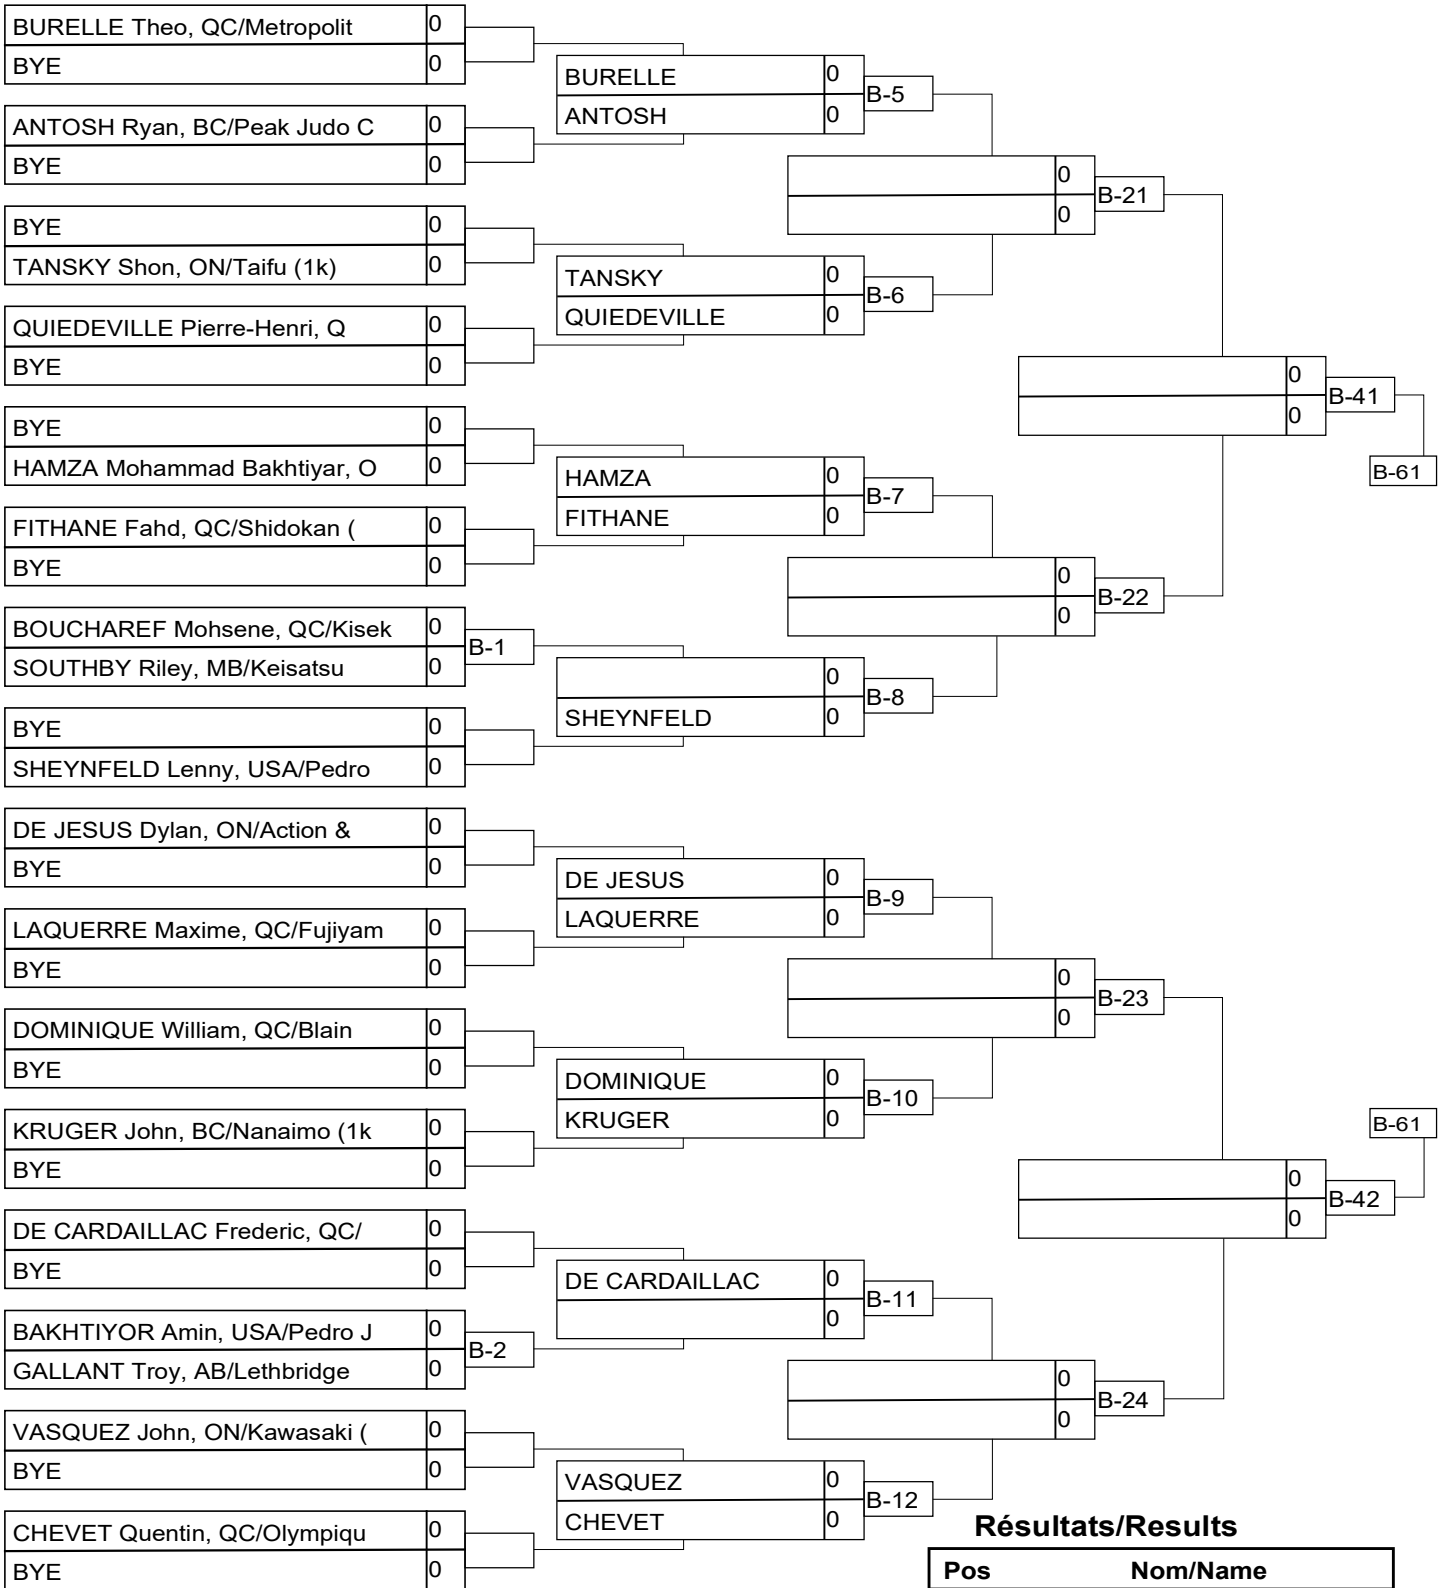 BURELLE Theo, QC/Metropolit 0
BYE 0
ANTOSH Ryan, BC/Peak Judo C 0
BYE 0
BYE 0
TANSKY Shon, ON/Taifu (1k) 0
QUIEDEVILLE Pierre-Henri, Q 0
BYE 0
BYE 0
HAMZA Mohammad Bakhtiyar, O 0
FITHANE Fahd, QC/Shidokan ( 0
BYE 0
BOUCHAREF Mohsene, QC/Kisek 0
SOUTHBY Riley, MB/Keisatsu 0
B-1
BYE 0
SHEYNFELD Lenny, USA/Pedro 0
DE JESUS Dylan, ON/Action & 0
BYE 0
LAQUERRE Maxime, QC/Fujiyam 0
BYE 0
DOMINIQUE William, QC/Blain 0
BYE 0
KRUGER John, BC/Nanaimo (1k 0
BYE 0
DE CARDAILLAC Frederic, QC/ 0
BYE 0
BAKHTIYOR Amin, USA/Pedro J 0
GALLANT Troy, AB/Lethbridge 0
B-2
VASQUEZ John, ON/Kawasaki ( 0
BYE 0
CHEVET Quentin, QC/Olympiqu 0
BYE 0
BURELLE 0
ANTOSH 0
B-5
TANSKY 0
QUIEDEVILLE 0
B-6
HAMZA 0
FITHANE 0
B-7
0
SHEYNFELD 0
B-8
DE JESUS 0
LAQUERRE 0
B-9
DOMINIQUE 0
KRUGER 0
B-10
DE CARDAILLAC 0
0
B-11
VASQUEZ 0
CHEVET 0
B-12
0
0
B-21
0
0
B-22
0
0
B-23
0
0
B-24
0
0
B-41
B-61
B-61
0
0
B-42
Résultats/Results
Pos Nom/Name